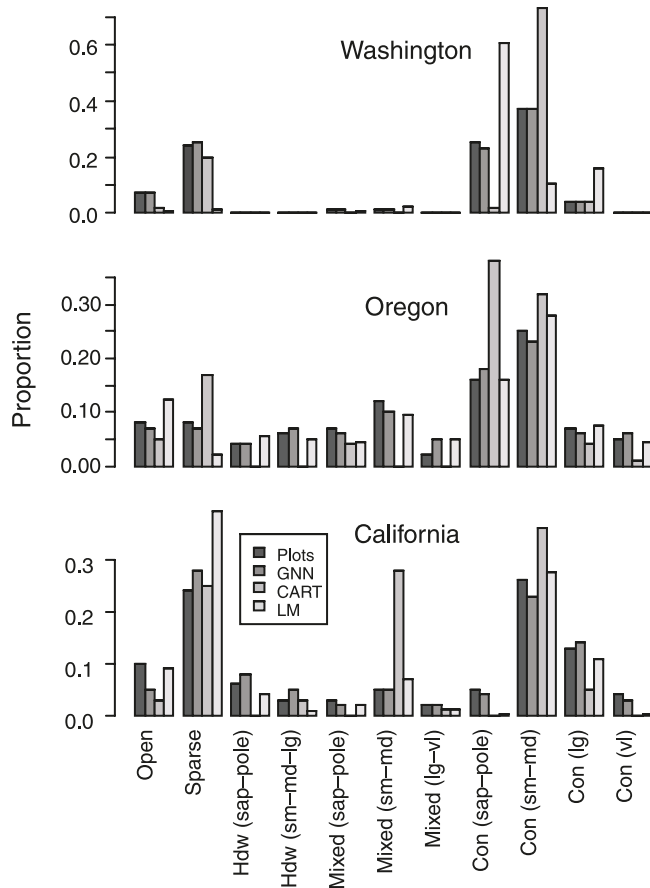 Washington
0.6
0.4
0.2
0.0
Oregon
0.30
0.20
0.10
0.00
Proportion
California
0.3
0.2
0.1
0.0
Plots
GNN
CART
LM
Open
Sparse
Hdw (sap–pole)
Hdw (sm–md–lg)
Mixed (sap–pole)
Mixed (sm–md)
Mixed (lg–vl)
Con (sap–pole)
Con (sm–md)
Con (lg)
Con (vl)